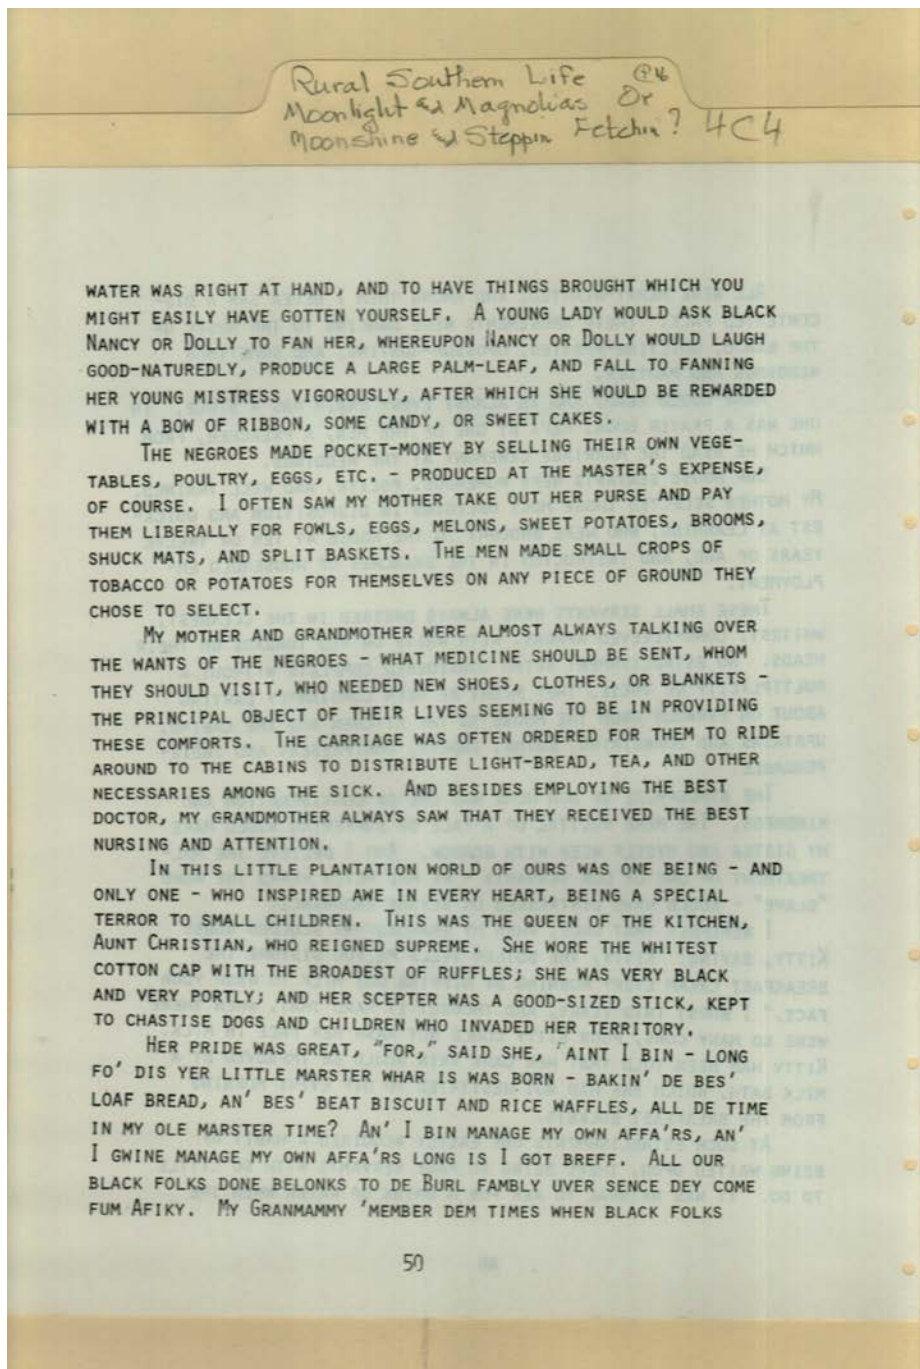 Rural Southern Life
Moonlight & Magnolias Or
Moonshine & Steppin Fetchin? 4C4
WATER WAS RIGHT AT HAND, AND TO HAVE THINGS BROUGHT WHICH YOU
MIGHT EASILY HAVE GOTTEN YOURSELF. A YOUNG LADY WOULD ASK BLACK
NANCY OR DOLLY TO FAN HER, WHEREUPON NANCY OR DOLLY WOULD LAUGH
GOOD-NATUREDLY, PRODUCE A LARGE PALM-LEAF, AND FALL TO FANNING
HER YOUNG MISTRESS VIGOROUSLY, AFTER WHICH SHE WOULD BE REWARDED
WITH A BOW OF RIBBON, SOME CANDY, OR SWEET CAKES.
THE NEGROES MADE POCKET-MONEY BY SELLING THEIR OWN VEGE-
TABLES, POULTRY, EGGS, ETC. - PRODUCED AT THE MASTER'S EXPENSE,
OF COURSE. I OFTEN SAW MY MOTHER TAKE OUT HER PURSE AND PAY
THEM LIBERALLY FOR FOWLS, EGGS, MELONS, SWEET POTATOES, BROOMS,
SHUCK MATS, AND SPLIT BASKETS. THE MEN MADE SMALL CROPS OF
TOBACCO OR POTATOES FOR THEMSELVES ON ANY PIECE OF GROUND THEY
CHOSE TO SELECT.
MY MOTHER AND GRANDMOTHER WERE ALMOST ALWAYS TALKING OVER
THE WANTS OF THE NEGROES - WHAT MEDICINE SHOULD BE SENT, WHOM
THEY SHOULD VISIT, WHO NEEDED NEW SHOES, CLOTHES, OR BLANKETS -
THE PRINCIPAL OBJECT OF THEIR LIVES SEEMING TO BE IN PROVIDING
THESE COMFORTS. THE CARRIAGE WAS OFTEN ORDERED FOR THEM TO RIDE
AROUND TO THE CABINS TO DISTRIBUTE LIGHT-BREAD, TEA, AND OTHER
NECESSARIES AMONG THE SICK. AND BESIDES EMPLOYING THE BEST
DOCTOR, MY GRANDMOTHER ALWAYS SAW THAT THEY RECEIVED THE BEST
NURSING AND ATTENTION.
IN THIS LITTLE PLANTATION WORLD OF OURS WAS ONE BEING - AND
ONLY ONE - WHO INSPIRED AWE IN EVERY HEART, BEING A SPECIAL
TERROR TO SMALL CHILDREN. THIS WAS THE QUEEN OF THE KITCHEN,
AUNT CHRISTIAN, WHO REIGNED SUPREME. SHE WORE THE WHITEST
COTTON CAP WITH THE BROADEST OF RUFFLES; SHE WAS VERY BLACK
AND VERY PORTLY; AND HER SCEPTER WAS A GOOD-SIZED STICK, KEPT
TO CHASTISE DOGS AND CHILDREN WHO INVADED HER TERRITORY.
HER PRIDE WAS GREAT, "FOR," SAID SHE, "AINT I BIN - LONG
FO' DIS YER LITTLE MARSTER WHAR IS WAS BORN - BAKIN' DE BES'
LOAF BREAD, AN' BES' BEAT BISCUIT AND RICE WAFFLES, ALL DE TIME
IN MY OLE MARSTER TIME? AN' I BIN MANAGE MY OWN AFFA'RS, AN'
I GWINE MANAGE MY OWN AFFA'RS LONG IS I GOT BREFF. ALL OUR
BLACK FOLKS DONE BELONKS TO DE BURL FAMBLY UVER SENCE DEY COME
FUM AFIKY. MY GRANMAMMY 'MEMBER DEM TIMES WHEN BLACK FOLKS
50